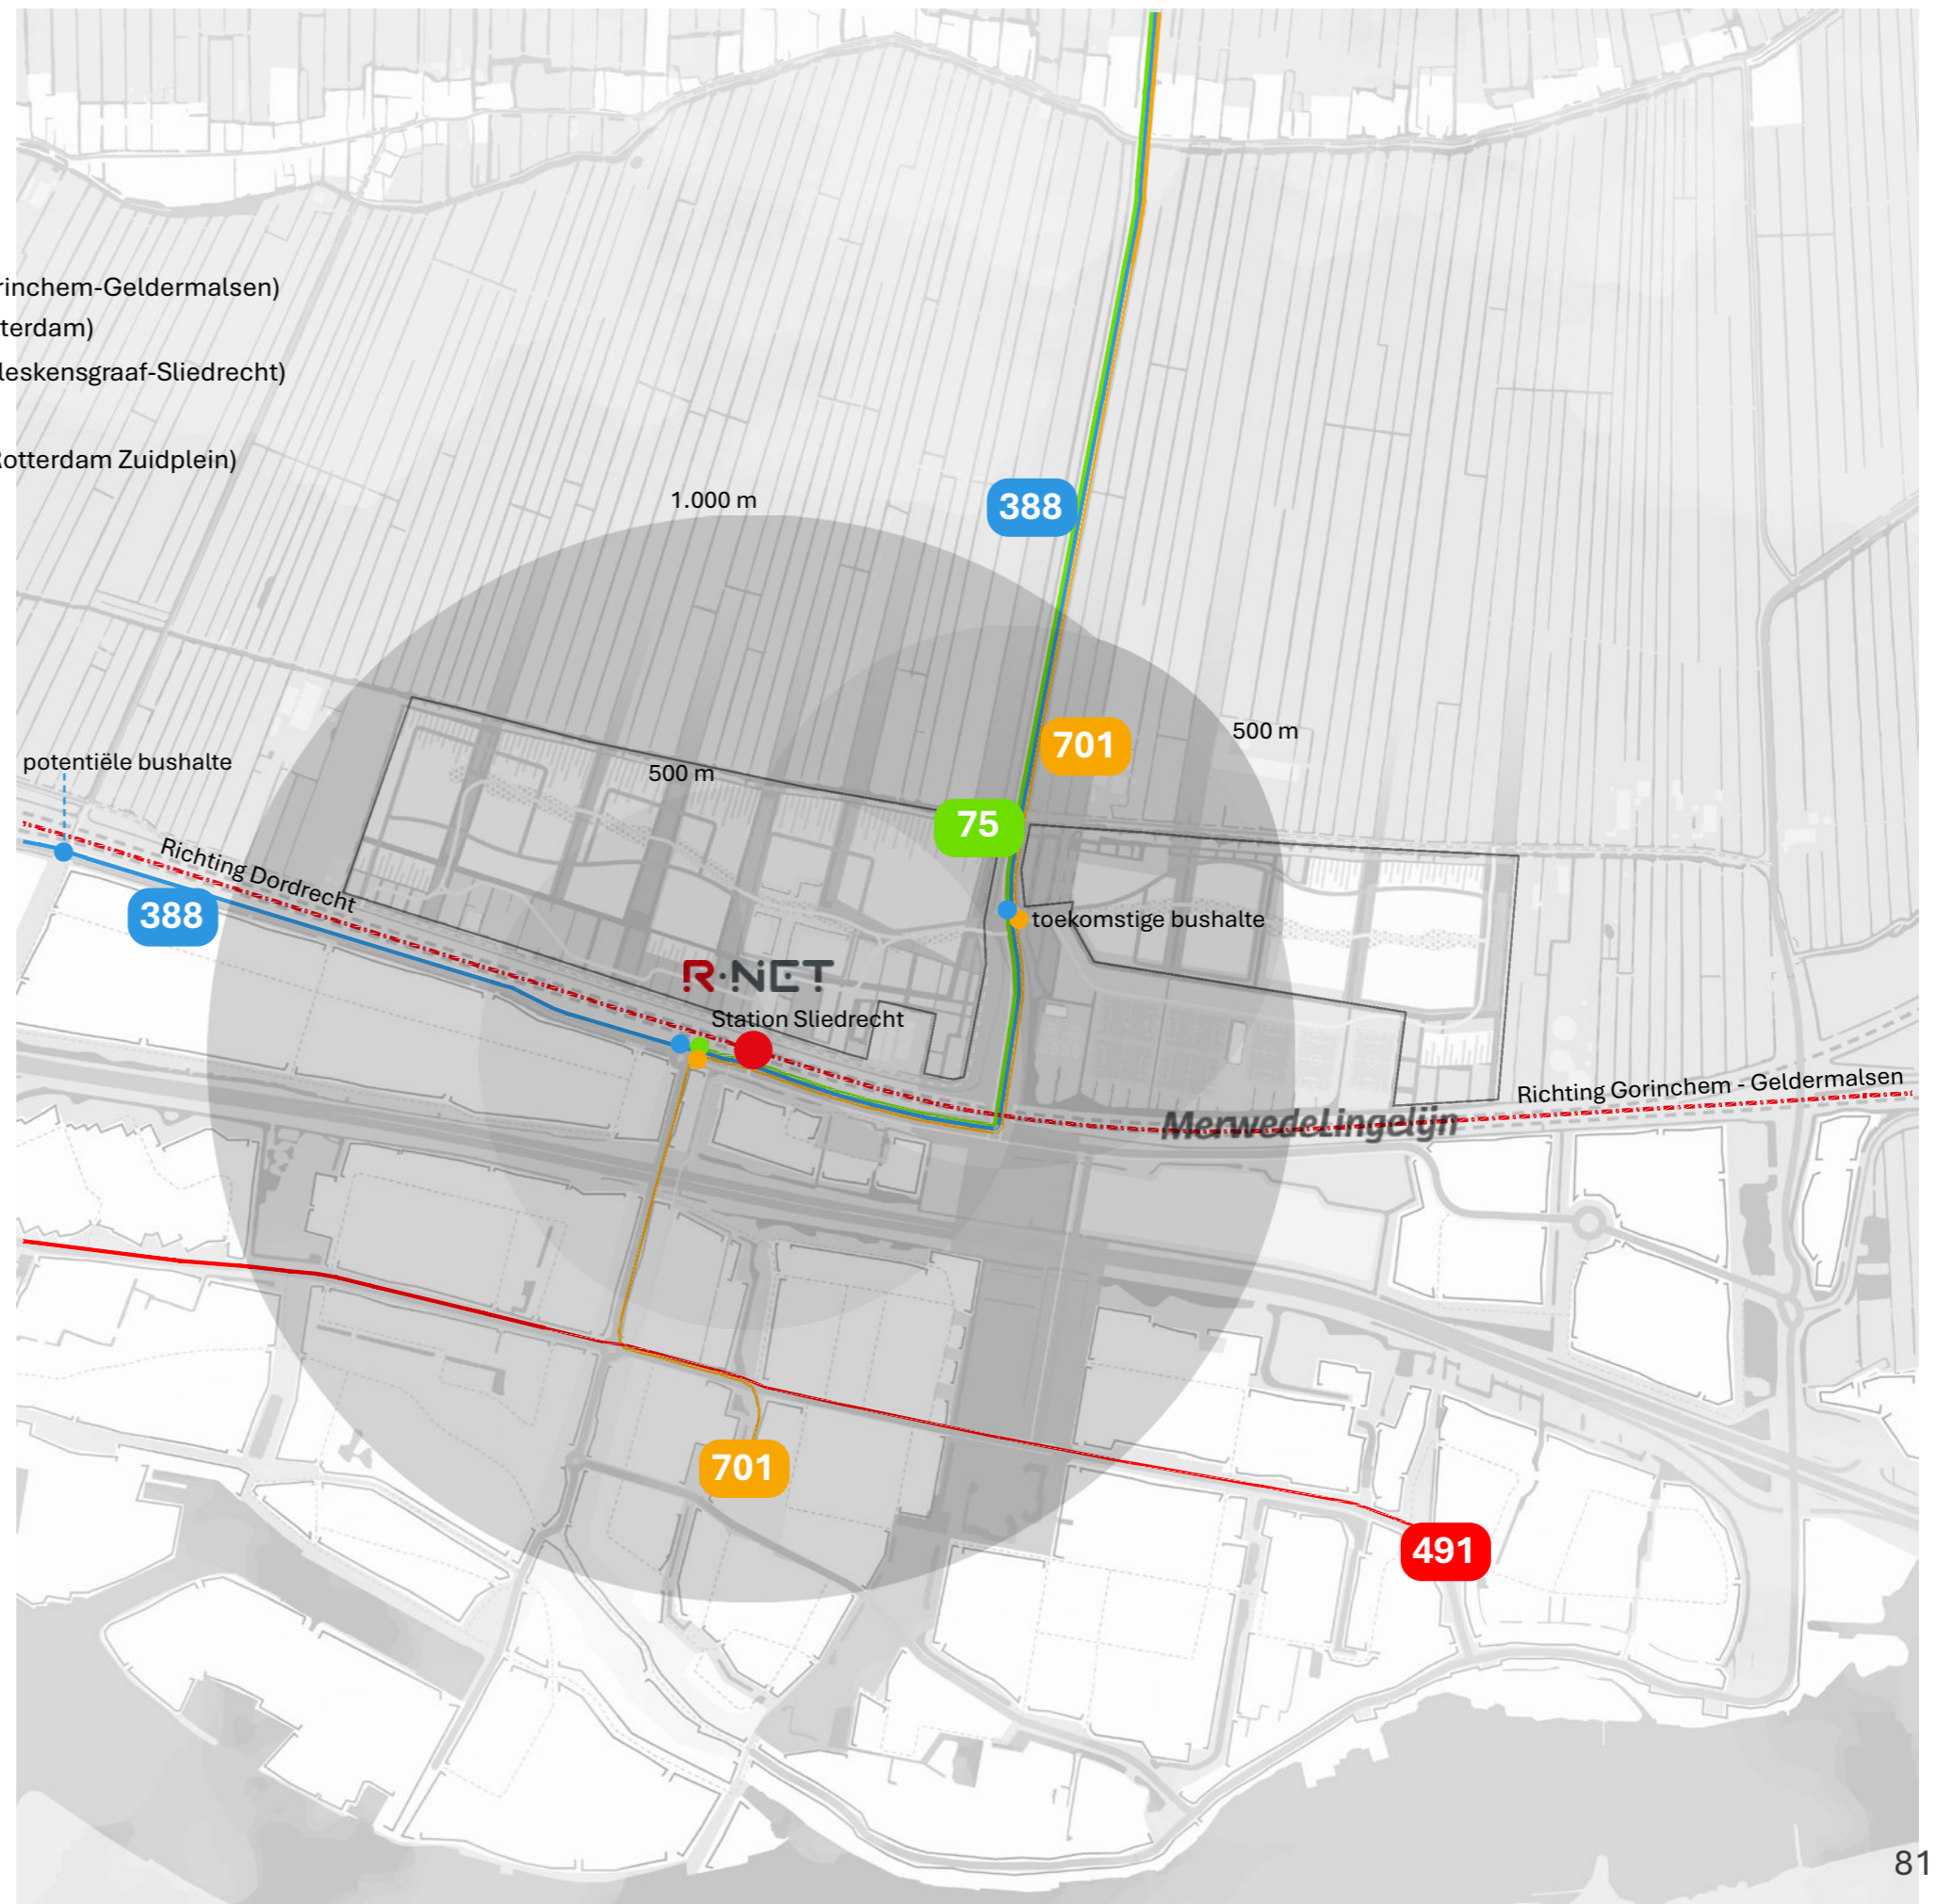 rinchem-Geldermalsen)
terdam)
leskensgraaf-Sliedrecht)
otterdam Zuidplein)
1.000 m
388
701
500 m
potentiële bushalte
500 m
75
Richting Dordrecht
388
toekomstige bushalte
R·NET
Station Sliedrecht
Richting Gorinchem - Geldermalsen
MerwedeLingelijn
701
491
81